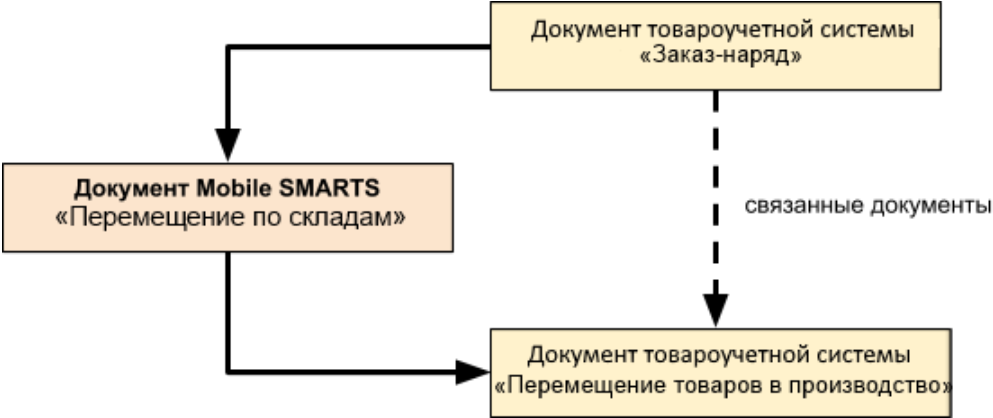 Документ товароучетной системы
«Заказ-наряд»
Документ Mobile SMARTS
«Перемещение по складам»
связанные документы
Документ товароучетной системы
«Перемещение товаров в производство»